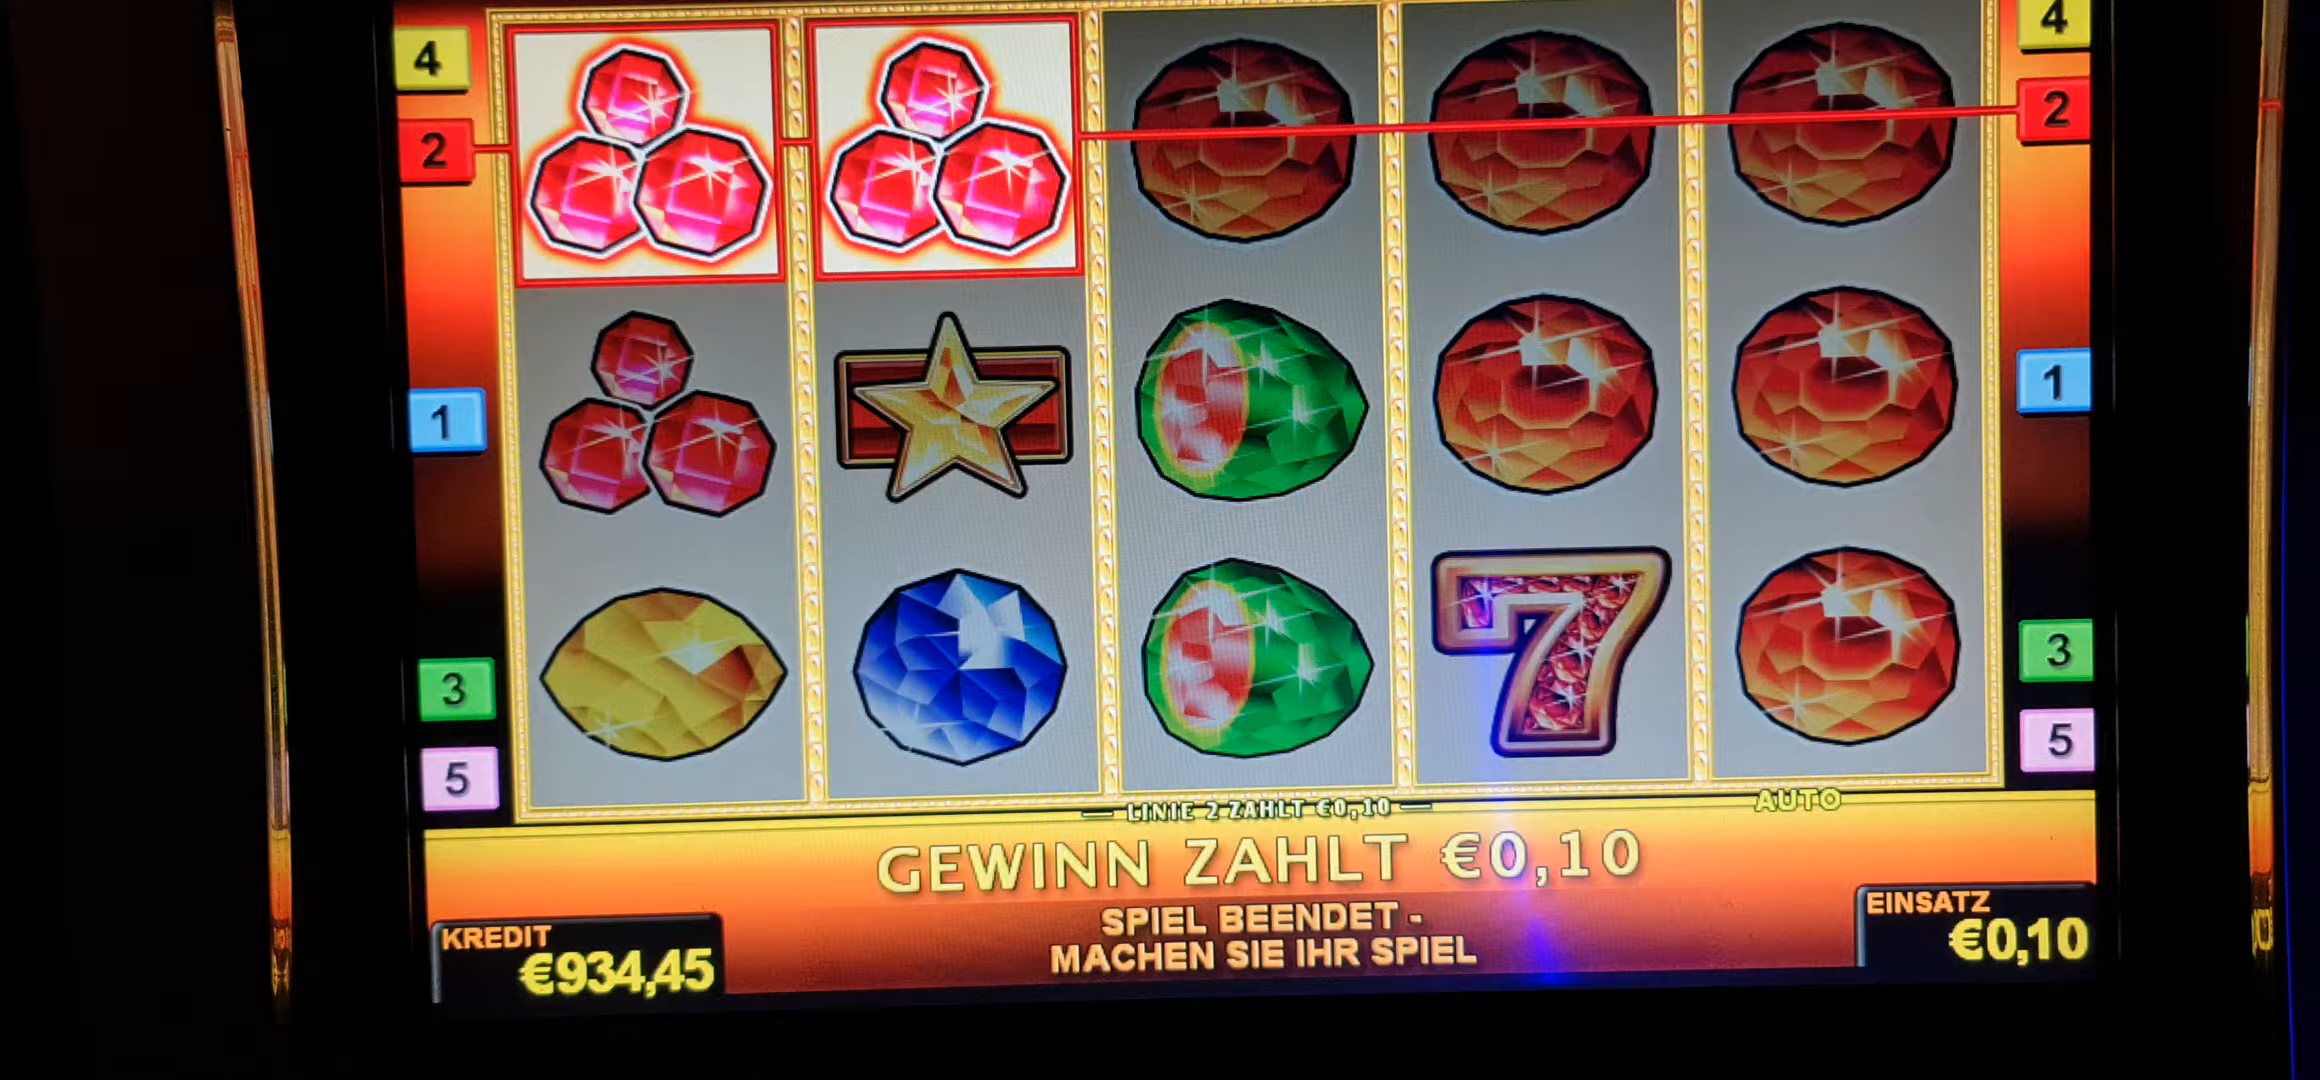 4
4
2
2
1
1
3
3
5
5
7
LINIE 2 ZAHLT €0,10
AUTO
GEWINN ZAHLT €0,10
SPIEL BEENDET -
MACHEN SIE IHR SPIEL
KREDIT
€934,45
EINSATZ
€0,10